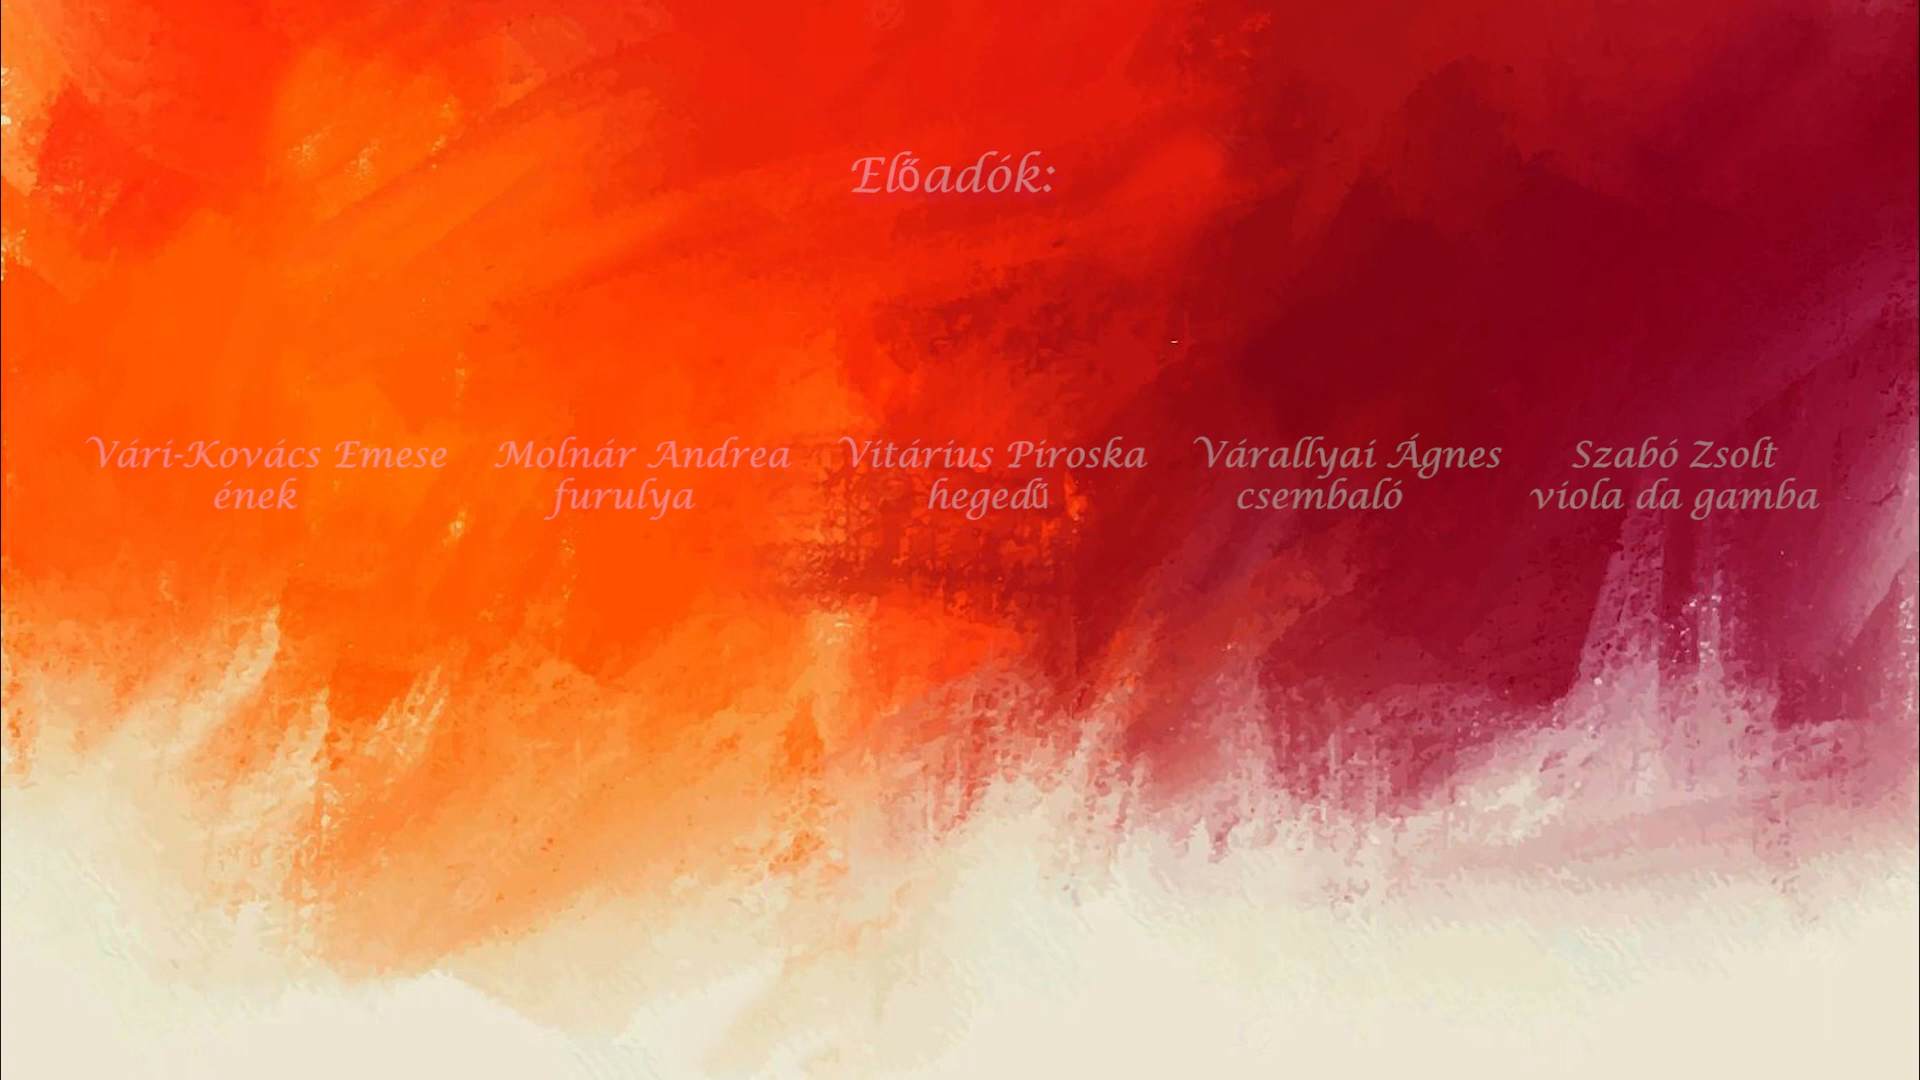 Előadók:
Vári-Kovács Emese
ének
Molnár Andrea
furulya
Vitárius Piroska
hegedű
Várallyai Ágnes
csembaló
Szabó Zsolt
viola da gamba